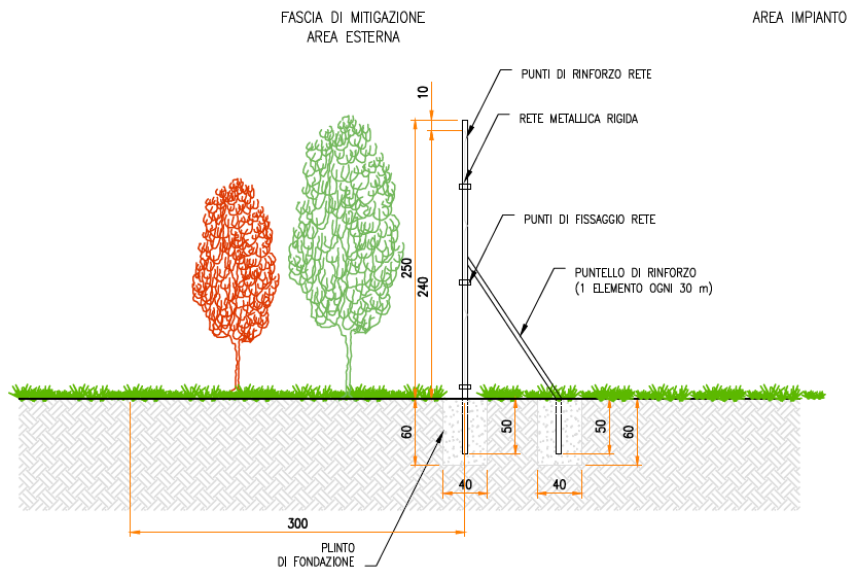 FASCIA DI MITIGAZIONE
AREA ESTERNA
AREA IMPIANTO
PUNTI DI RINFORZO RETE
10
RETE METALLICA RIGIDA
PUNTI DI FISSAGGIO RETE
250
240
PUNTELLO DI RINFORZO
(1 ELEMENTO OGNI 30 m)
60
50
50
60
40
40
300
PLINTO
DI FONDAZIONE